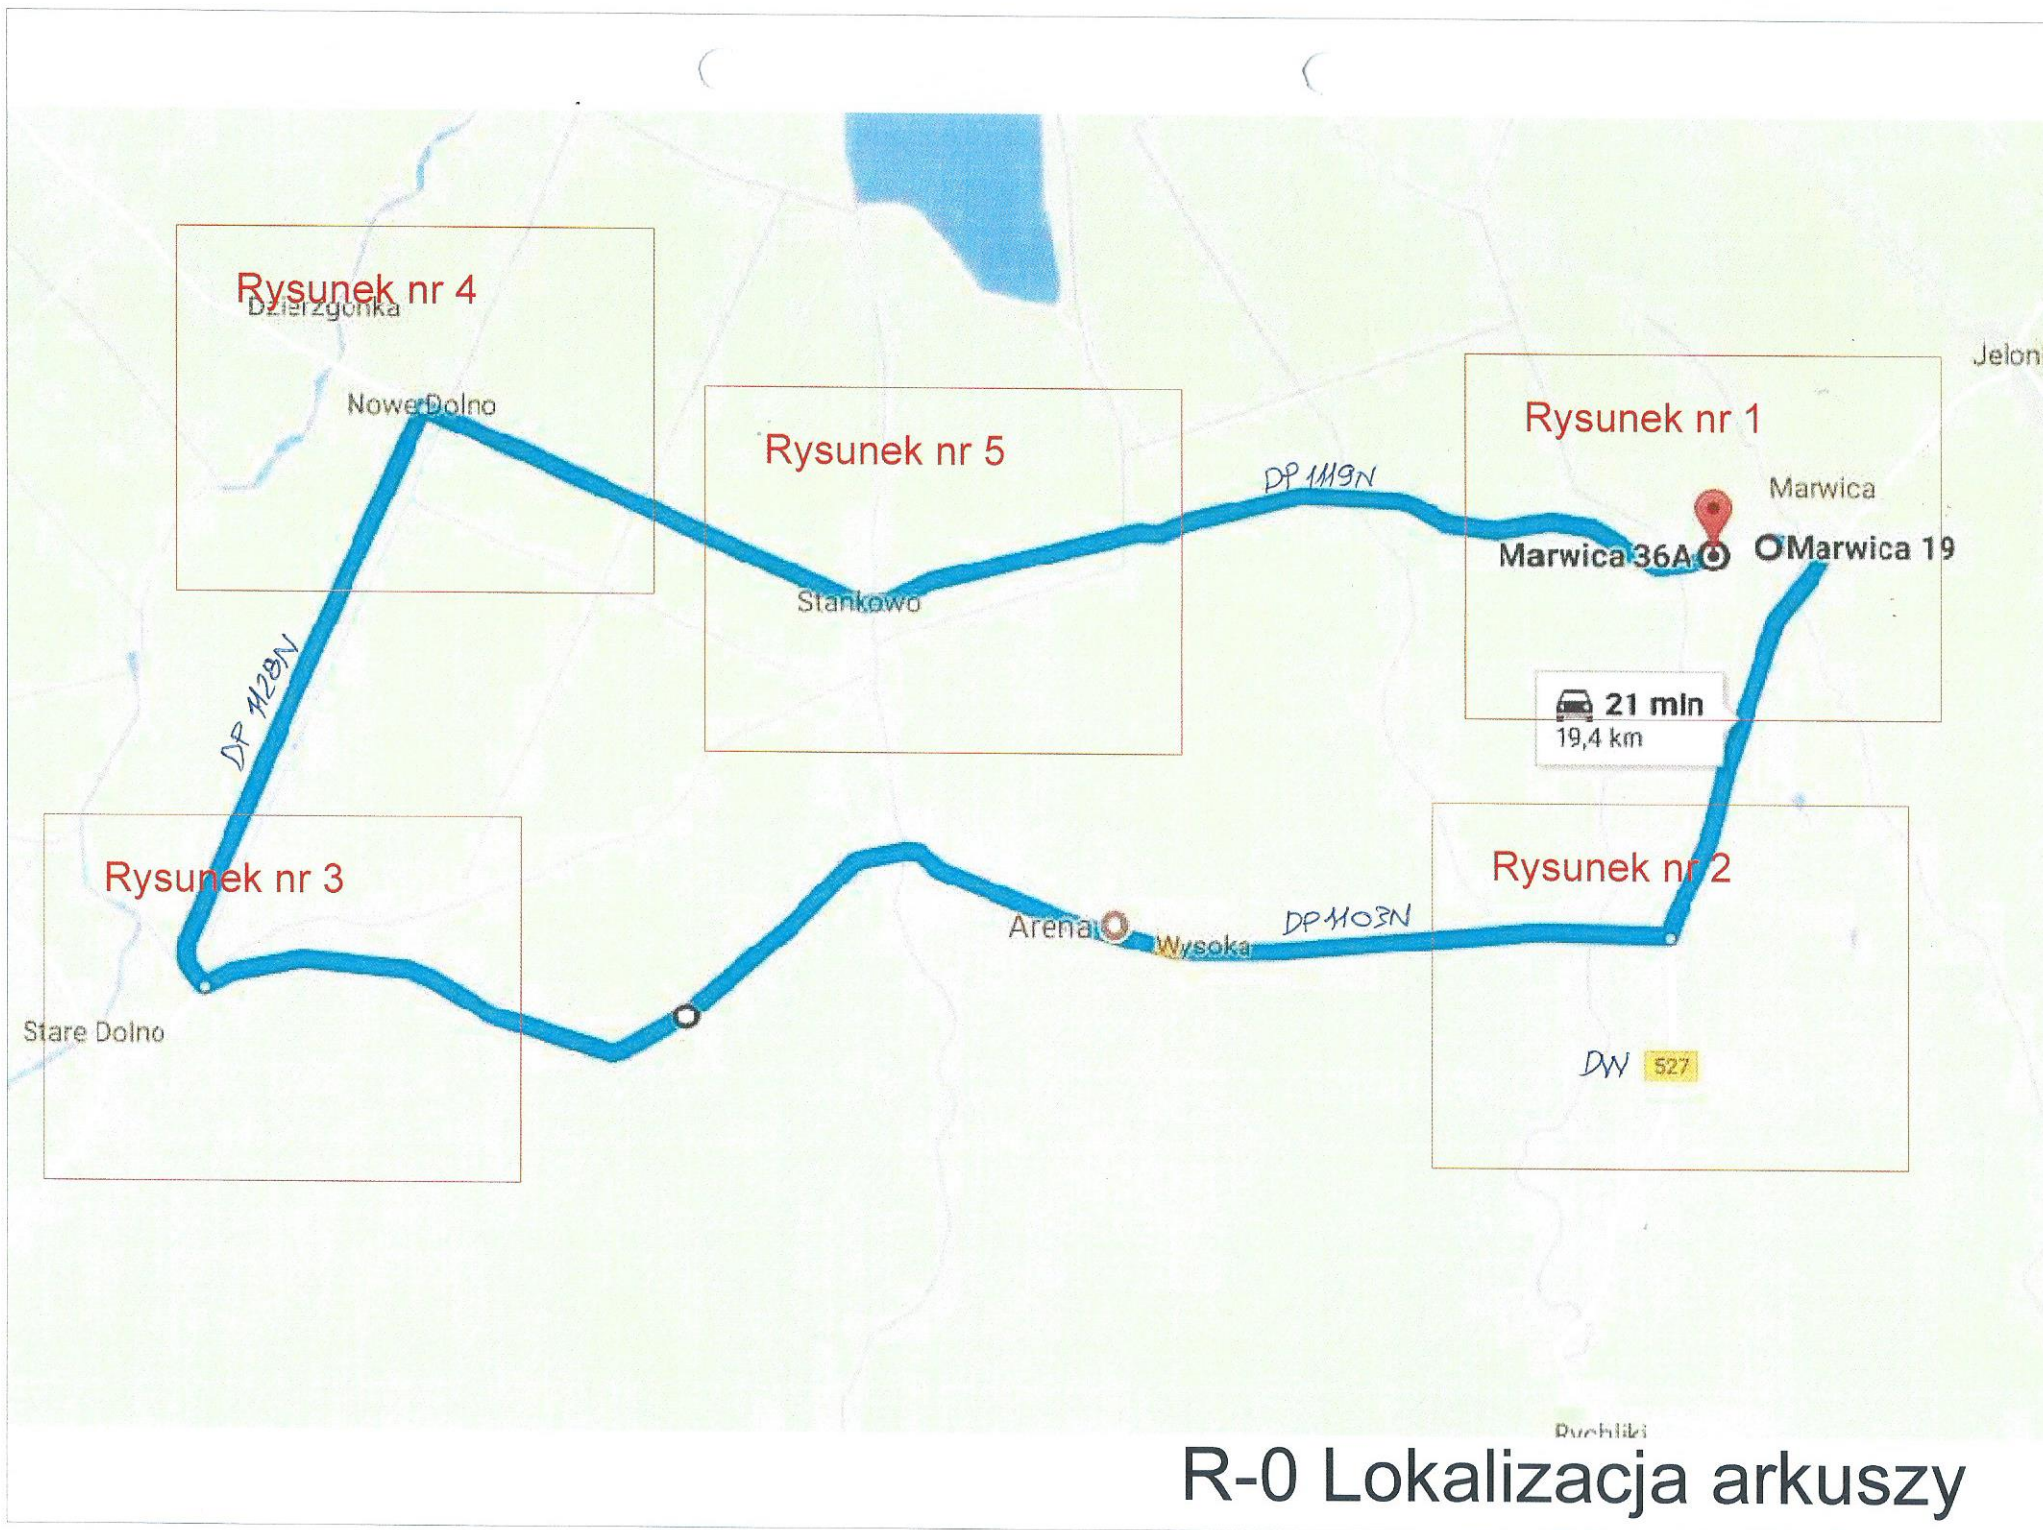 Rysunek nr 4
Dzierzgonka
Jelon
Nowe Dolno
Rysunek nr 5
Rysunek nr 1
DP 1119N
Marwica
Marwica 36A
Marwica 19
Stankowo
DP 1128N
21 min
19,4 km
Rysunek nr 3
Rysunek nr 2
Arena
Wysoka
DP 1103N
Stare Dolno
DW 527
Rychliki
R-0 Lokalizacja arkuszy